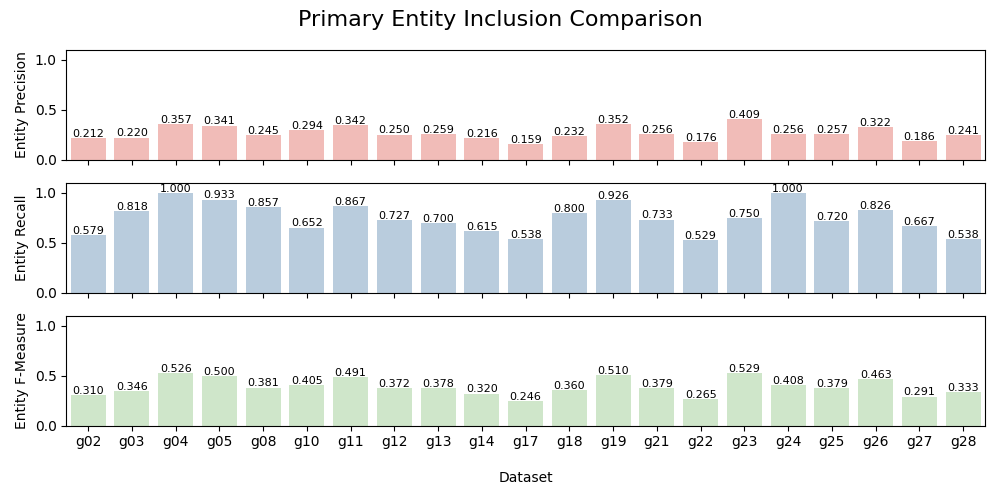 Primary Entity Inclusion Comparison
Entity Precision
1.0
0.5
0.0
0.212 0.220 0.357 0.341 0.245 0.294 0.342 0.250 0.259 0.216 0.159 0.232 0.352 0.256 0.176 0.409 0.256 0.257 0.322 0.186 0.241
Entity Recall
1.0
0.5
0.0
0.579 0.818 1.000 0.933 0.857 0.652 0.867 0.727 0.700 0.615 0.538 0.800 0.926 0.733 0.529 0.750 1.000 0.720 0.826 0.667 0.538
Entity F-Measure
1.0
0.5
0.0
0.310 0.346 0.526 0.500 0.381 0.405 0.491 0.372 0.378 0.320 0.246 0.360 0.510 0.379 0.265 0.529 0.408 0.379 0.463 0.291 0.333
g02 g03 g04 g05 g08 g10 g11 g12 g13 g14 g17 g18 g19 g21 g22 g23 g24 g25 g26 g27 g28
Dataset